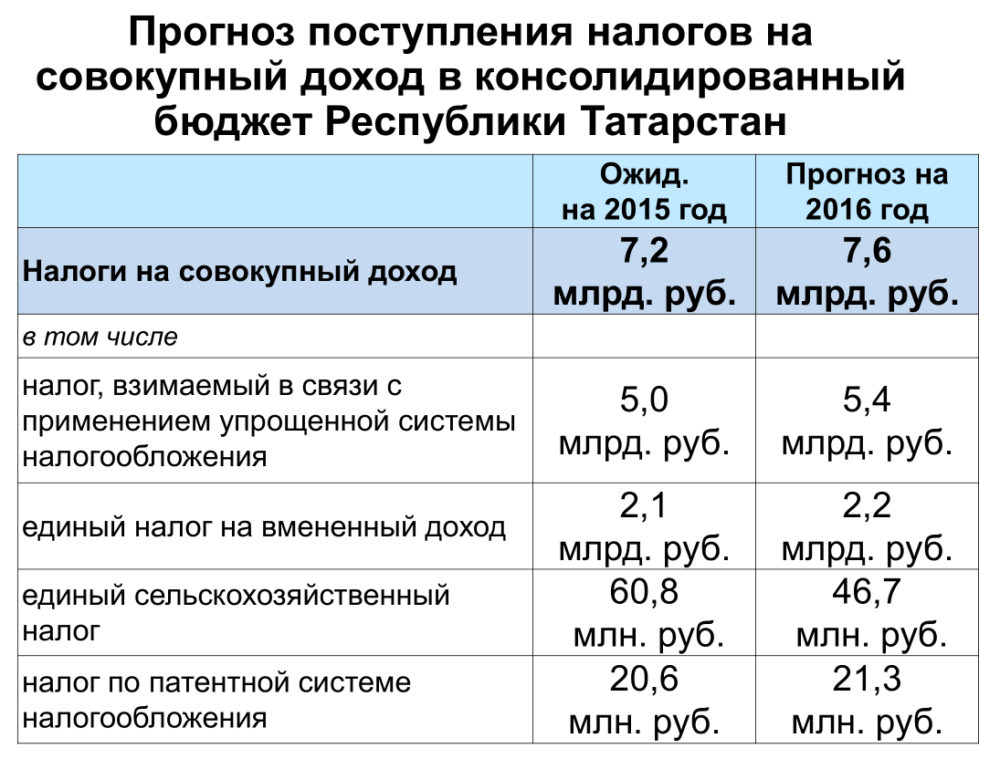 Прогноз поступления налогов на
совокупный доход в консолидированный
бюджет Республики Татарстан
Ожид.
на 2015 год
Прогноз на
2016 год
Налоги на совокупный доход
7,2
млрд. руб.
7,6
млрд. руб.
в том числе
налог, взимаемый в связи с
применением упрощенной системы
налогообложения
5,0
млрд. руб.
5,4
млрд. руб.
единый налог на вмененный доход
2,1
млрд. руб.
2,2
млрд. руб.
единый сельскохозяйственный
налог
60,8
млн. руб.
46,7
млн. руб.
налог по патентной системе
налогообложения
20,6
млн. руб.
21,3
млн. руб.